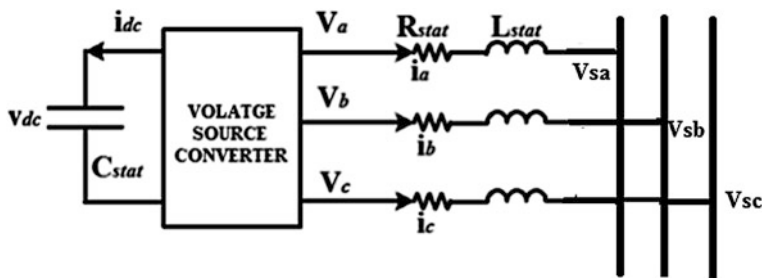 idc
Va
Rstat
Lstat
ia
Vsa
vdc
VOLATGE
SOURCE
CONVERTER
Vb
ib
Vsb
Cstat
Vc
ic
Vsc